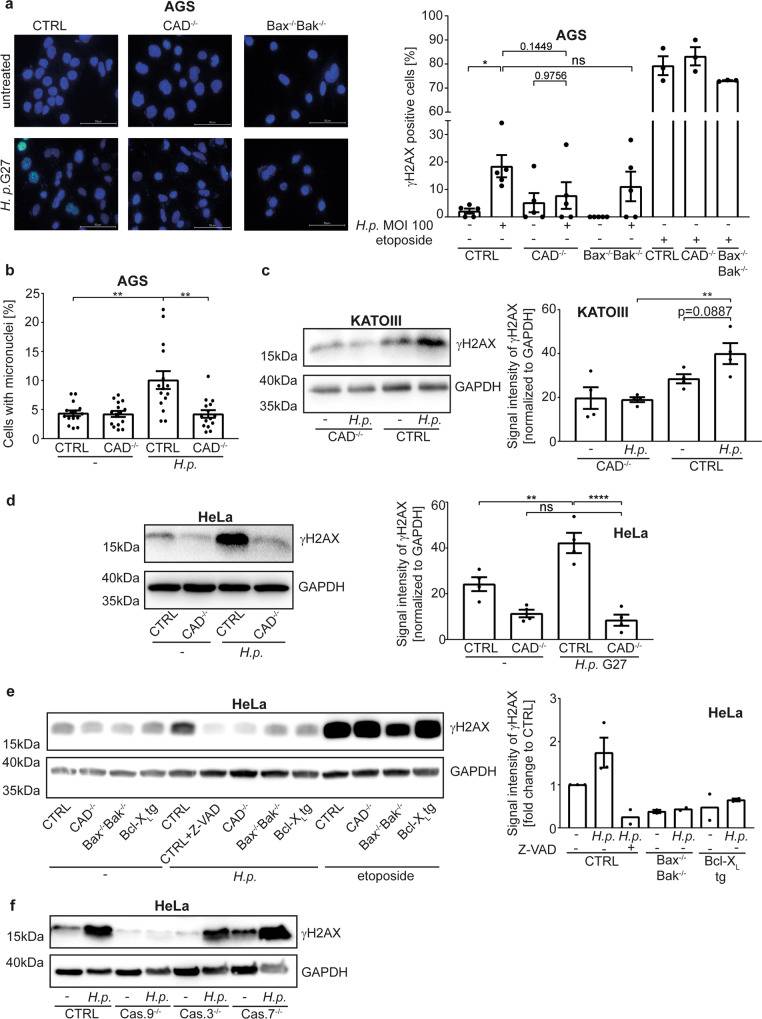 a
AGS
CTRL CAD-/- Bax-/-Bak-/-
untreated
H. p.G27
AGS
γH2AX positive cells [%]
80
70
60
20
10
0
* 0.1449 ns
0.9756
H.p. MOI 100 - + - + - + - - -
etoposide - - - - - - + + +
CTRL CAD-/- Bax-/-Bak-/- CTRL CAD-/- Bax-/- Bak-/-
b
AGS
Cells with micronuclei [%]
25
20
15
10
5
0
** **
CTRL CAD-/- CTRL CAD-/-
- H.p.
c
KATOIII
15kDa γH2AX
40kDa GAPDH
35kDa
- H.p. - H.p.
CAD-/- CTRL
KATOIII
Signal intensity of γH2AX
[normalized to GAPDH]
60
40
20
0
**
p=0.0887
- H.p. - H.p.
CAD-/- CTRL
d
HeLa
15kDa γH2AX
40kDa GAPDH
35kDa
CTRL CAD-/- CTRL CAD-/-
- H.p.
HeLa
Signal intensity of γH2AX
[normalized to GAPDH]
60
40
20
0
** ****
ns
CTRL CAD-/- CTRL CAD-/-
- H.p. G27
e
HeLa
15kDa γH2AX
40kDa GAPDH
35kDa
CTRL CAD-/- Bax-/-Bak-/- Bcl-XL tg CTRL CTRL+Z-VAD CAD-/- Bax-/-Bak-/- Bcl-XL tg CTRL CAD-/- Bax-/-Bak-/- Bcl-XL tg
- H.p. etoposide
HeLa
Signal intensity of γH2AX
[fold change to CTRL]
3
2
1
0
- H.p. H.p. - H.p. - H.p.
Z-VAD - - + - - - -
CTRL Bax-/- Bak-/- Bcl-XL tg
f
HeLa
15kDa γH2AX
40kDa GAPDH
- H.p. - H.p. - H.p. - H.p.
CTRL Cas.9-/- Cas.3-/- Cas.7-/-